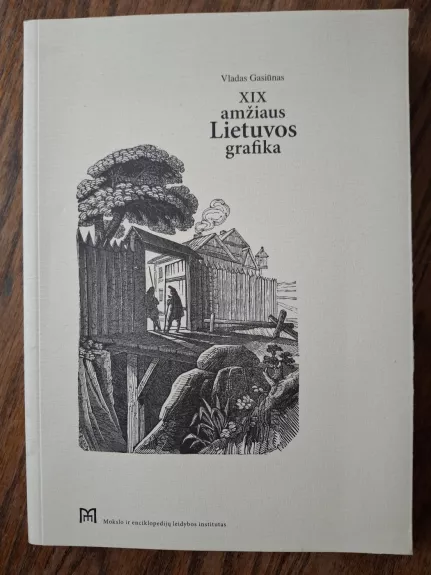 Vladas Gasiūnas
XIX
amžiaus
Lietuvos
grafika
Mokslo ir enciklopedijų leidybos institutas